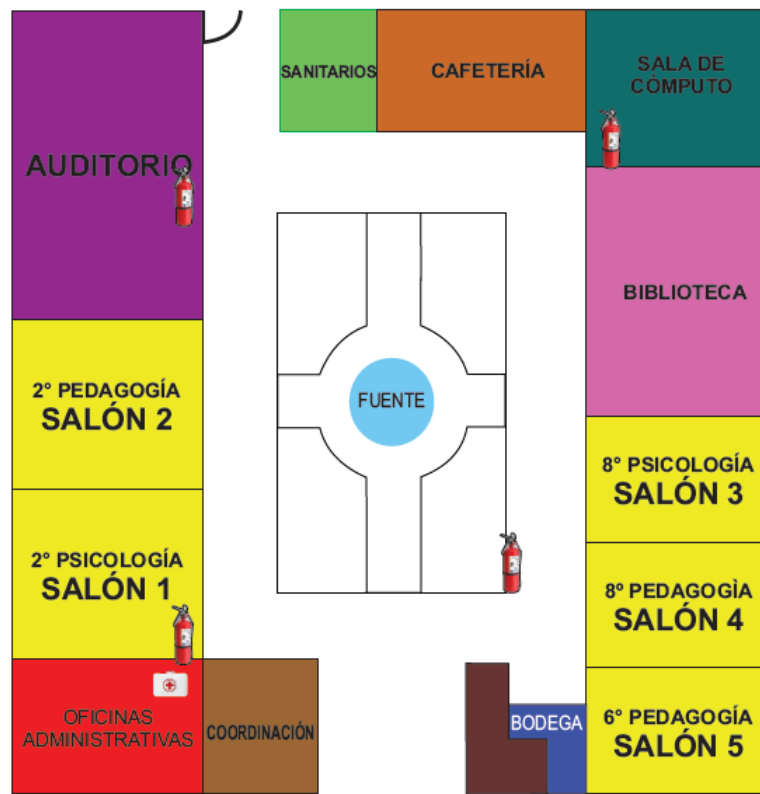 SANITARIOS
CAFETERÍA
SALA DE
CÓMPUTO
AUDITORIO
BIBLIOTECA
2° PEDAGOGÍA
SALÓN 2
FUENTE
8° PSICOLOGÍA
SALÓN 3
2° PSICOLOGÍA
SALÓN 1
8º PEDAGOGÌA
SALÓN 4
OFICINAS
ADMINISTRATIVAS
COORDINACIÓN
BODEGA
6° PEDAGOGÍA
SALÓN 5